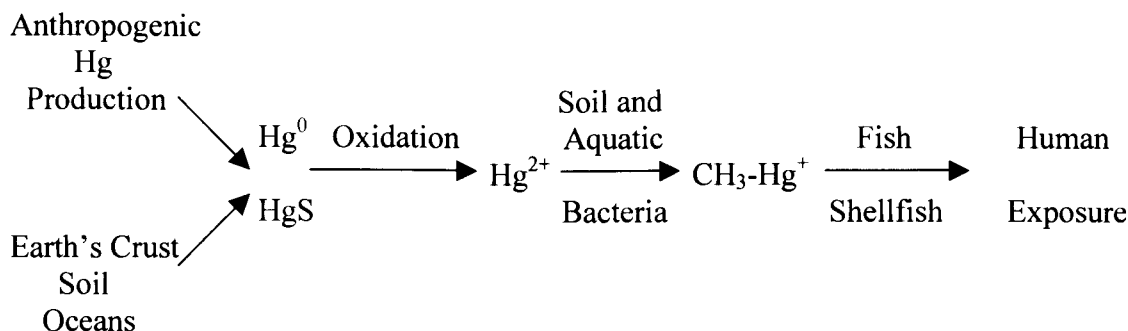 Anthropogenic
Hg
Production
Earth's Crust
Soil
Oceans
Hg⁰
HgS
Oxidation
Hg²⁺
Soil and
Aquatic
Bacteria
CH₃-Hg⁺
Fish
Shellfish
Human
Exposure